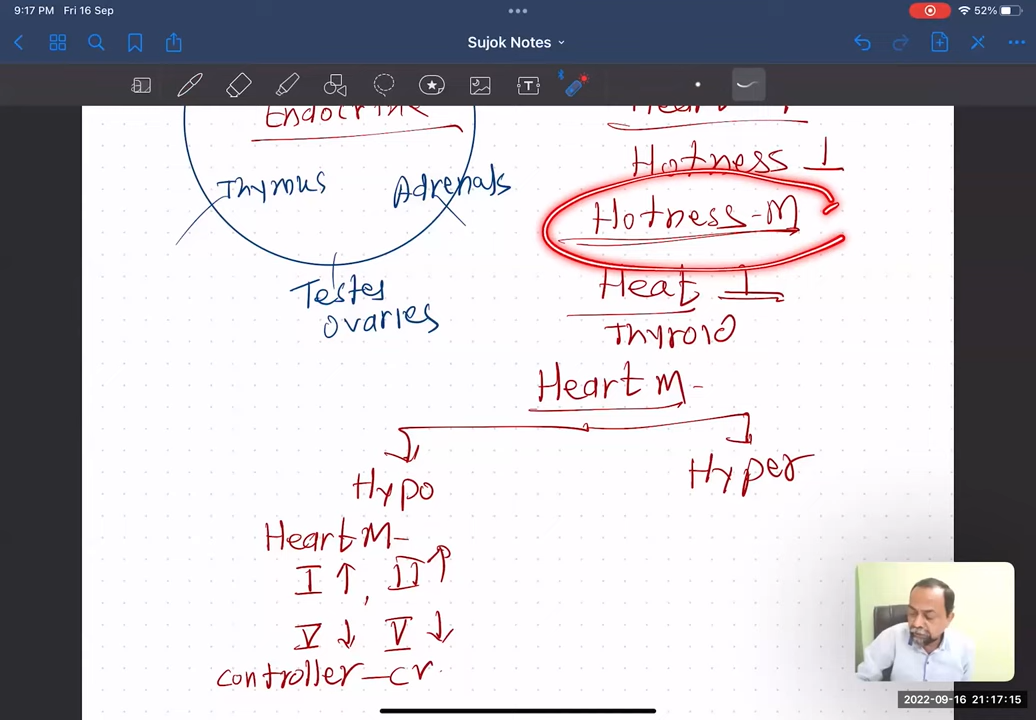 9:17 PM Fri 16 Sep
52%
Sujok Notes
T
Endocrine
Thymus
Adrenals
Testes
ovaries
Hotness ⊥
Hotness-M
Heat ⊥
Thyroid
Heart M-
Hypo
Hyper
Heart M-
I ↑, II ↑
V ↓ V ↓
controller - cr
2022-09-16 21:17:15